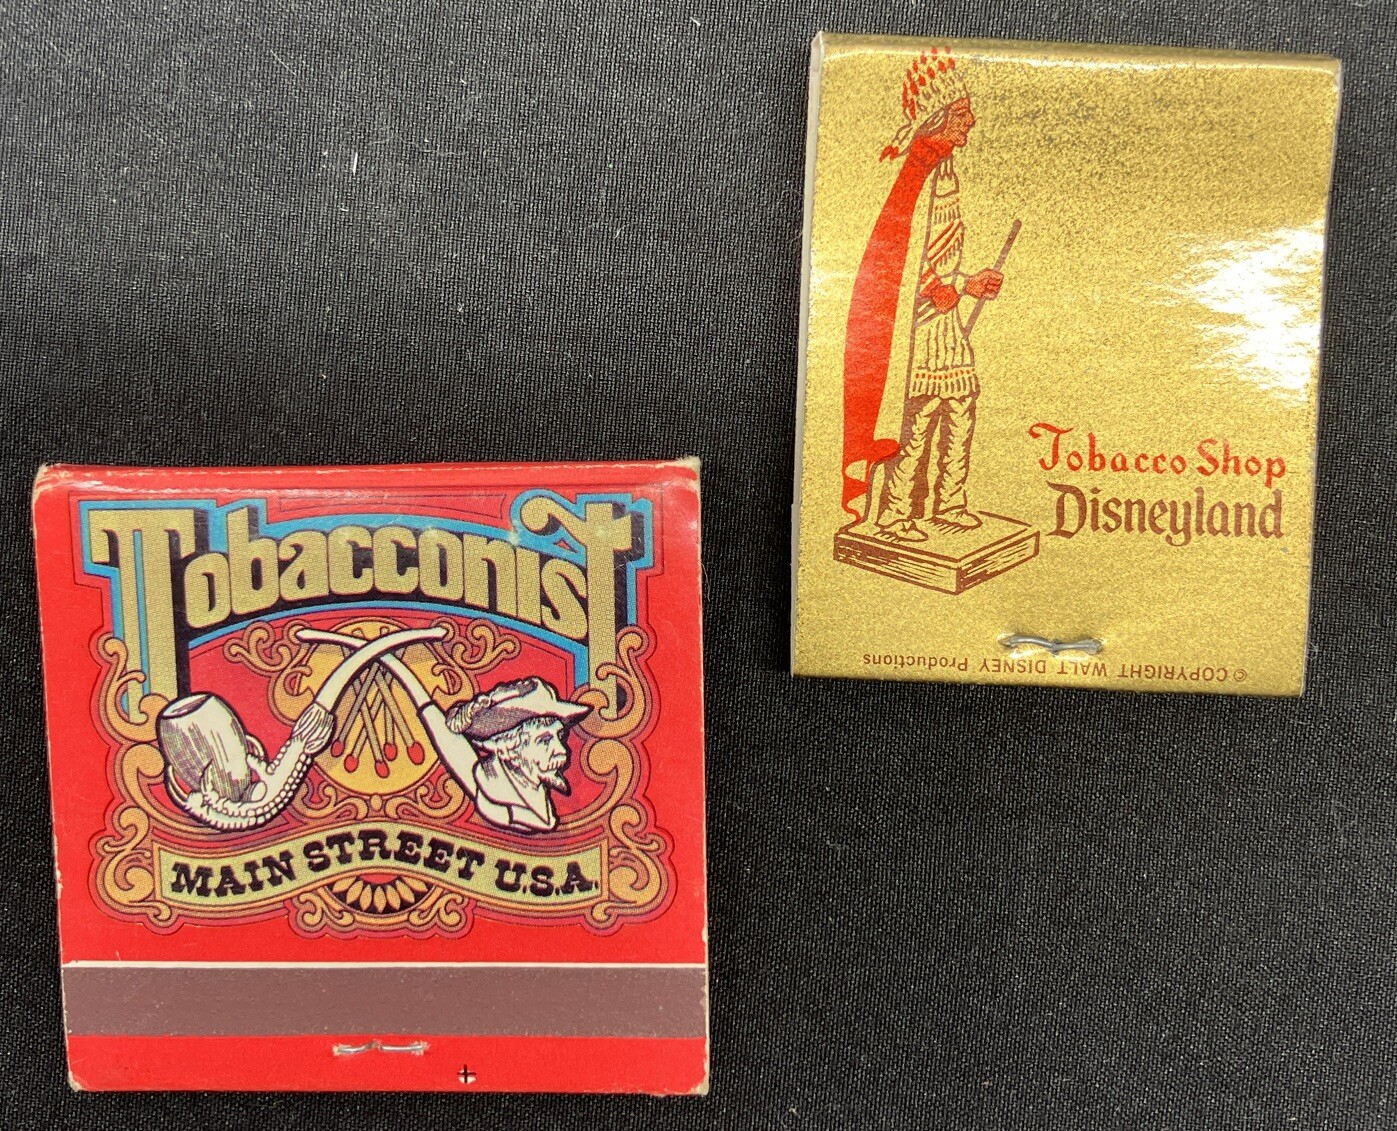 Tobacconist
MAIN STREET U.S.A.
Tobacco Shop
Disneyland
© COPYRIGHT WALT DISNEY Productions